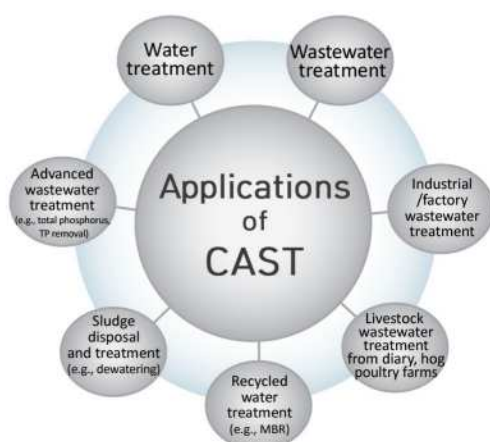 Water
treatment
Wastewater
treatment
Advanced
wastewater
treatment
(e.g., total phosphorus,
TP removal)
Applications
of
CAST
Industrial
/factory
wastewater
treatment
Sludge
disposal
and treatment
(e.g., dewatering)
Recycled
water
treatment
(e.g., MBR)
Livestock
wastewater
treatment
from diary, hog
poultry farms